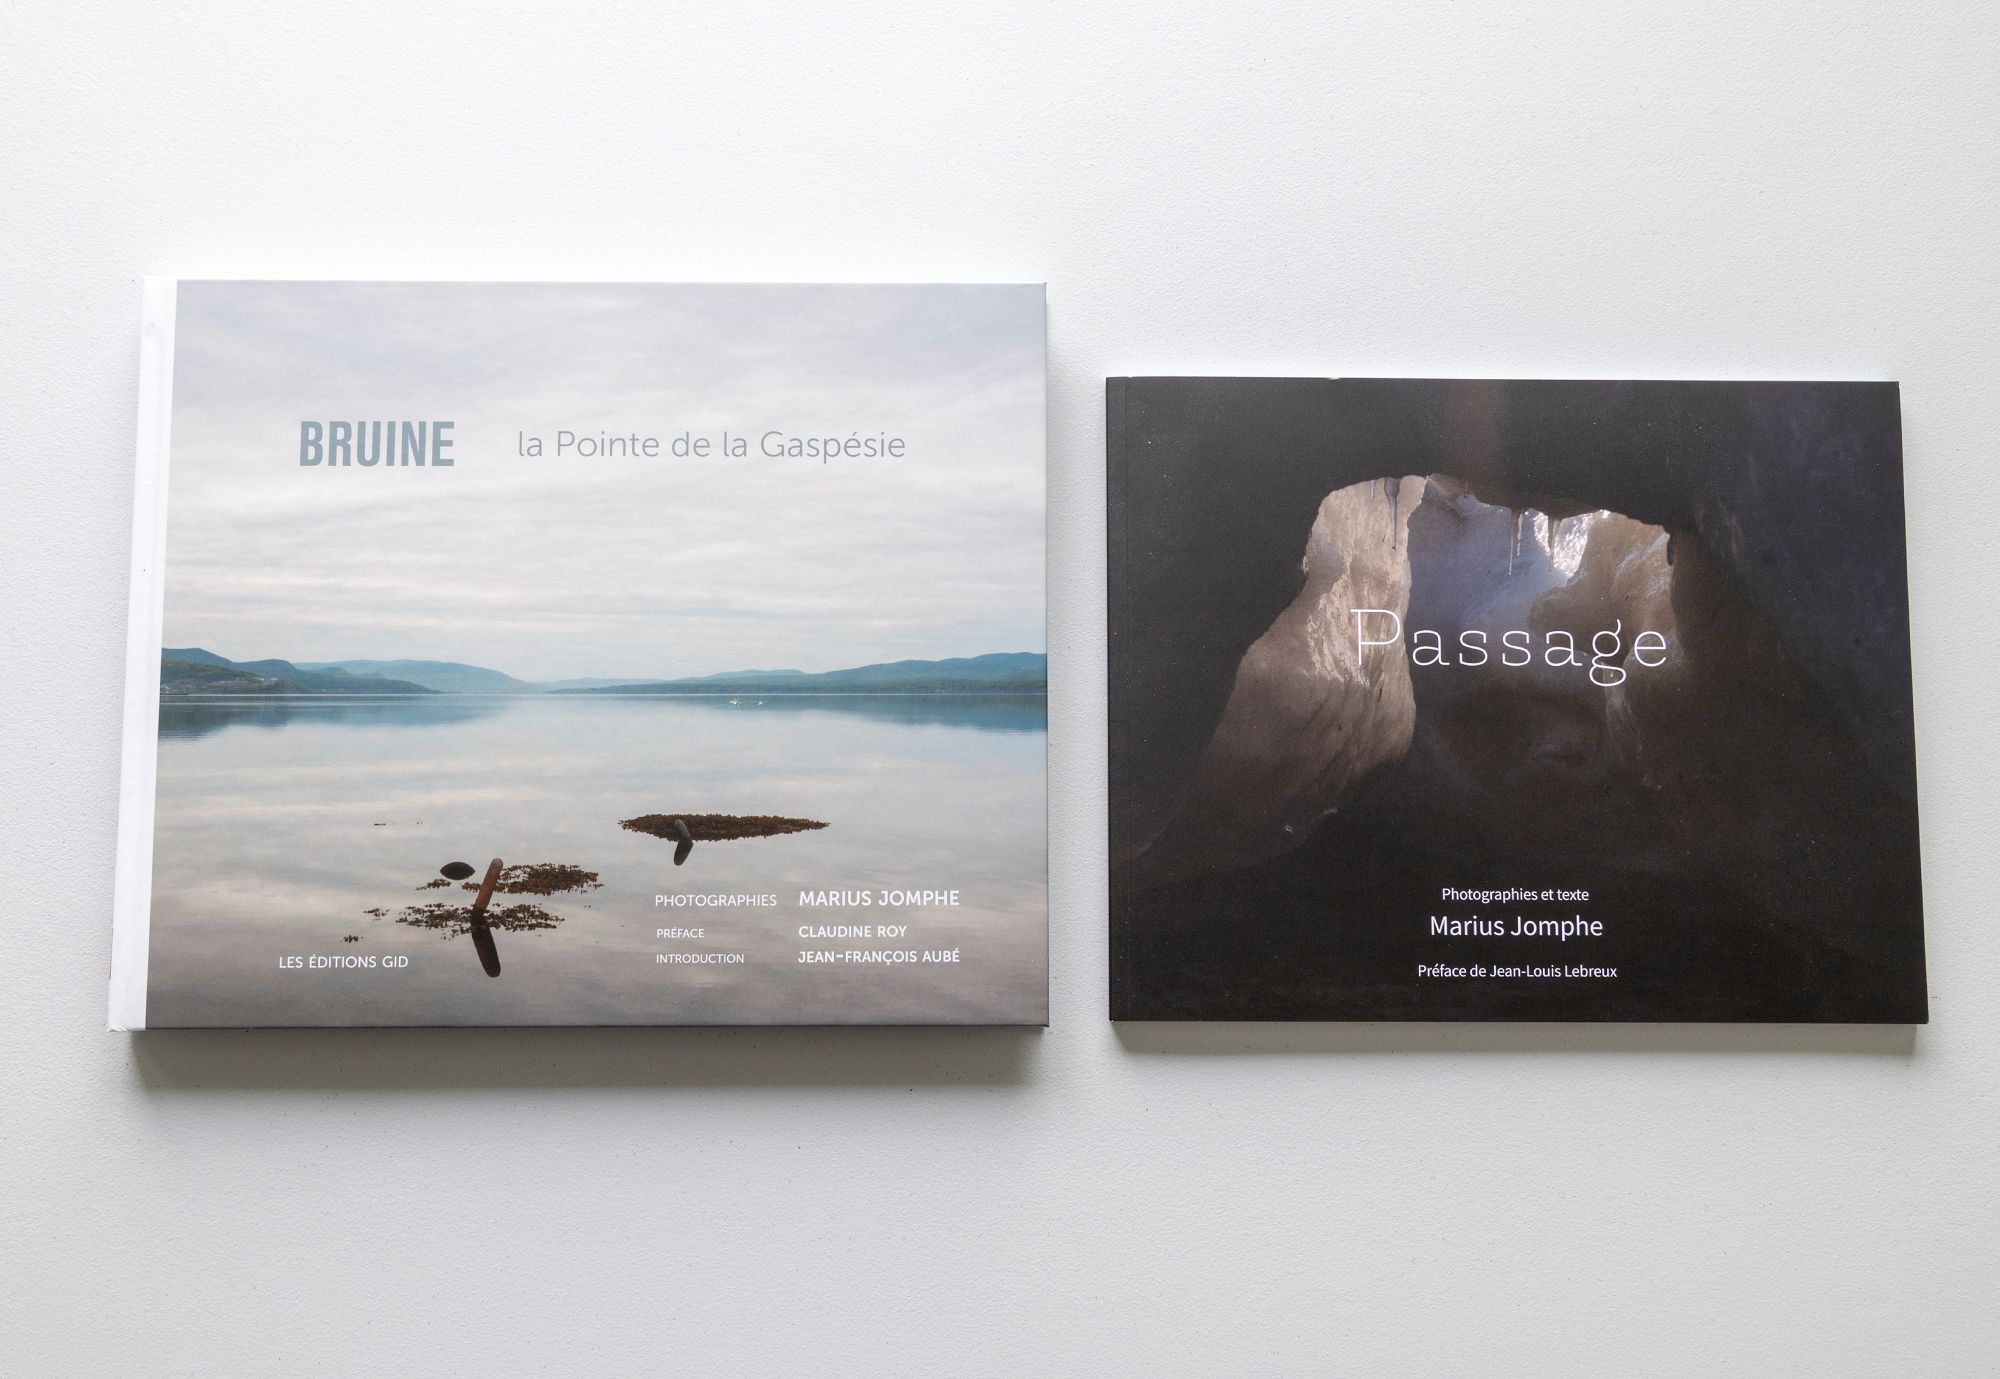 BRUINE la Pointe de la Gaspésie
PHOTOGRAPHIES MARIUS JOMPHE
PRÉFACE CLAUDINE ROY
INTRODUCTION JEAN-FRANÇOIS AUBÉ
LES ÉDITIONS GID
Passage
Photographies et texte
Marius Jomphe
Préface de Jean-Louis Lebreux